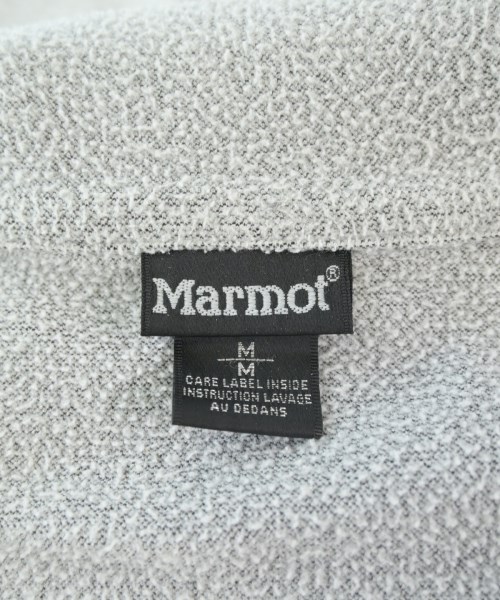 Marmot®
M
M
CARE LABEL INSIDE
INSTRUCTION LAVAGE
AU DEDANS